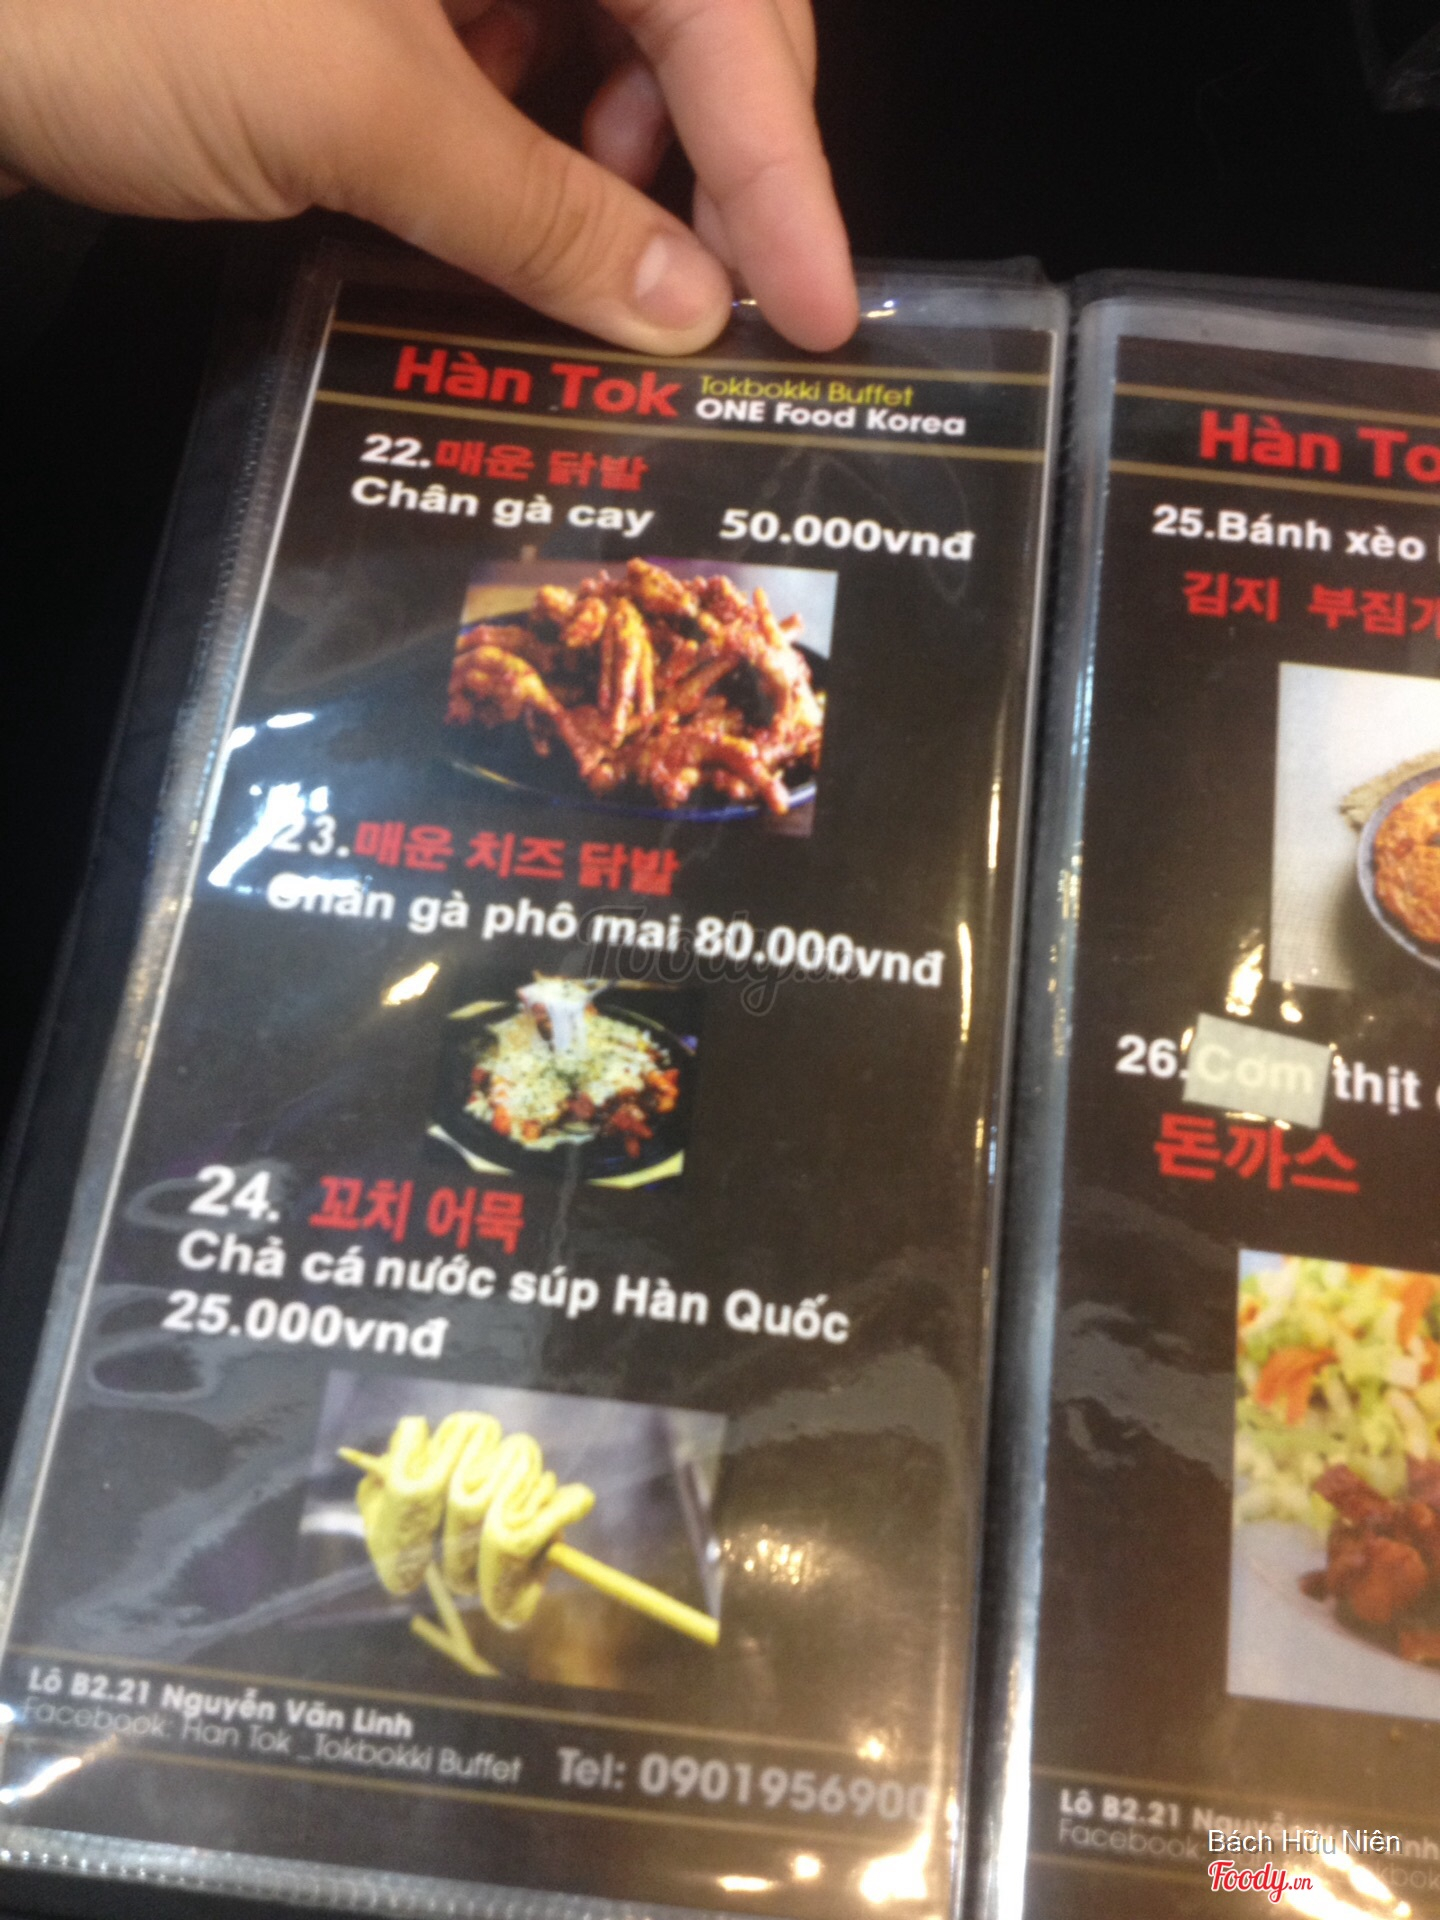 Hàn Tok Tokbokki Buffet
ONE Food Korea
22.매운 닭발
Chân gà cay 50.000vnđ
23.매운 치즈 닭발
Chân gà phô mai 80.000vnđ
24. 꼬치 어묵
Chả cá nước súp Hàn Quốc
25.000vnđ
Lô B2.21 Nguyễn Văn Linh
Facebook: Han Tok _Tokbokki Buffet
Tel: 0901956900
Hàn To
25.Bánh xèo
김지 부짐개
26.Cơm thịt
돈까스
Lô B2.21
Facebook
Bách Hữu Niên
Foody.vn